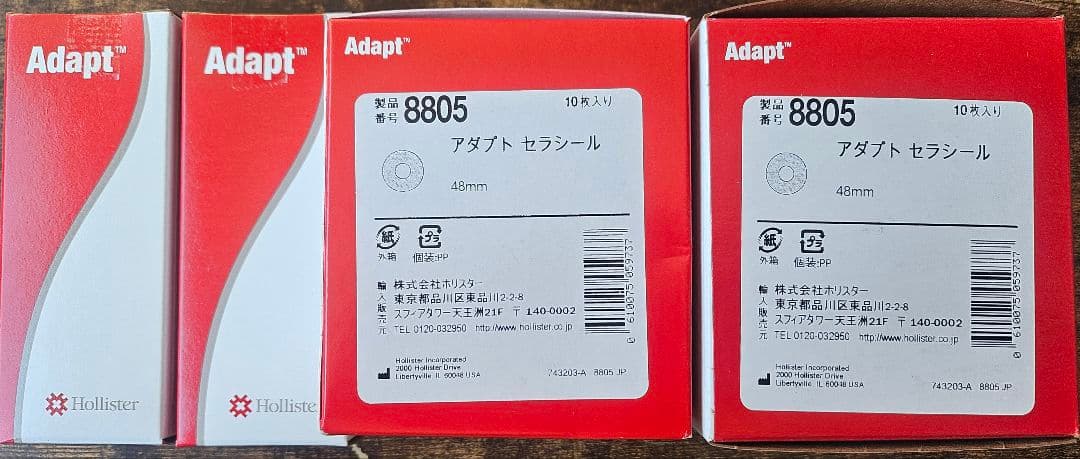 Adapt™
Hollister
Adapt™
Holliste
Adapt™
製品番号 8805 10枚入り
アダプト セラシール
48mm
紙 プラ
外箱 個装:PP
輸入販売元
株式会社ホリスター
東京都品川区東品川2-2-8
スフィアタワー天王洲21F 〒140-0002
TEL 0120-032950 http://www.hollister.co.jp
0 610075 059737
Hollister Incorporated
2000 Hollister Drive
Libertyville, IL 60048 USA
743203-A 8805 JP
Adapt™
製品番号 8805 10枚入り
アダプト セラシール
48mm
紙 プラ
外箱 個装:PP
輸入販売元
株式会社ホリスター
東京都品川区東品川2-2-8
スフィアタワー天王洲21F 〒140-0002
TEL 0120-032950 http://www.hollister.co.jp
0 610075 059737
Hollister Incorporated
2000 Hollister Drive
Libertyville, IL 60048 USA
743203-A 8805 JP